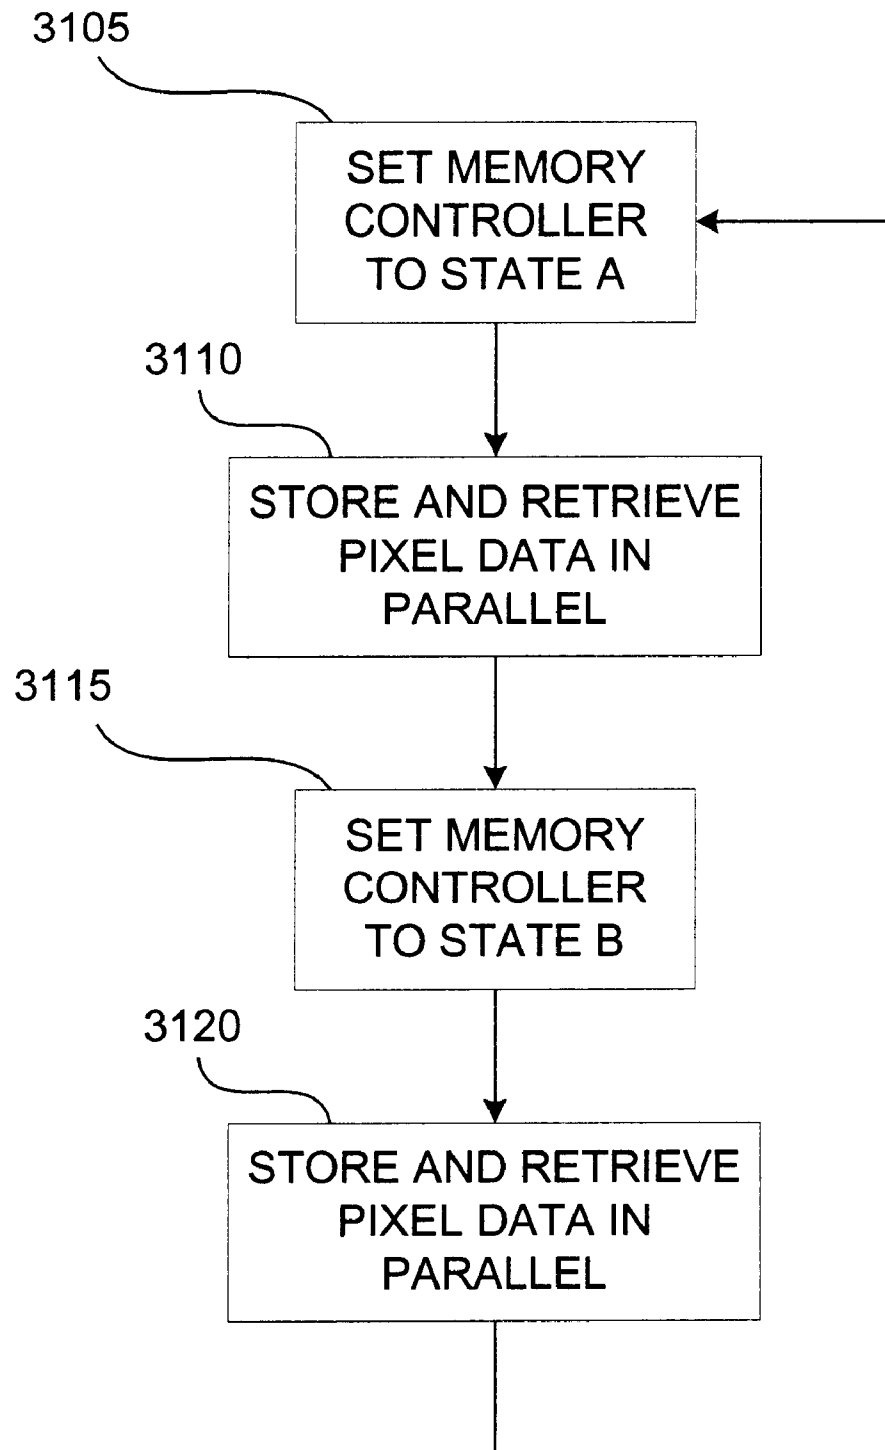 3105
SET MEMORY
CONTROLLER
TO STATE A
3110
STORE AND RETRIEVE
PIXEL DATA IN
PARALLEL
3115
SET MEMORY
CONTROLLER
TO STATE B
3120
STORE AND RETRIEVE
PIXEL DATA IN
PARALLEL